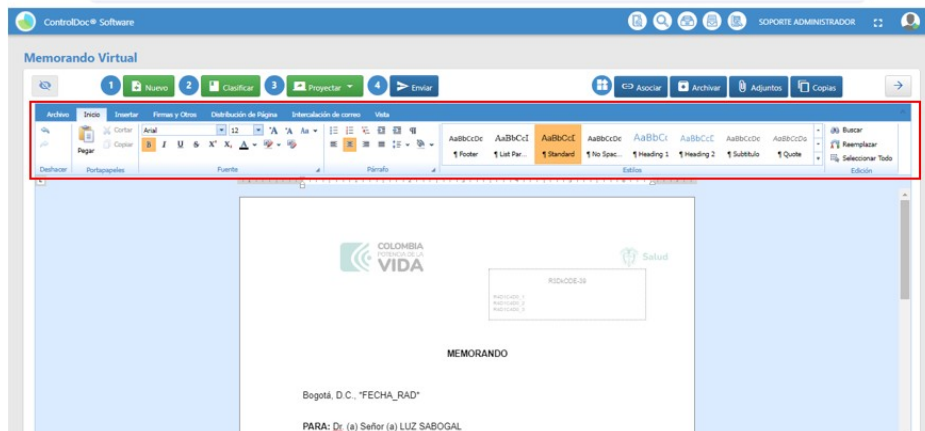 ControlDoc® Software
SOPORTE ADMINISTRADOR
Memorando Virtual
1 Nuevo 2 Clasificar 3 Proyectar 4 Enviar Asociar Archivar Adjuntos Copias
Archivo Inicio Insertar Firmas y Otros Distribución de Página Intercalación de correo Vista
Cortar Arial 12
Pegar Copiar
AaBbCcDc AaBbCcI AaBbCcI AaBbCcDc AaBbCc AaBbCcI AaBbCcDc AaBbCcDa
¶ Footer ¶ List Par... ¶ Standard ¶ No Spac... ¶ Heading 1 ¶ Heading 2 ¶ Subtítulo ¶ Quote
Buscar
Reemplazar
Seleccionar Todo
Deshacer Portapapeles Fuente Párrafo Estilos Edición
COLOMBIA
POTENCIA DE LA
VIDA
Salud
MEMORANDO
Bogotá, D.C., *FECHA_RAD*
PARA: Dr. (a) Señor (a) LUZ SABOGAL